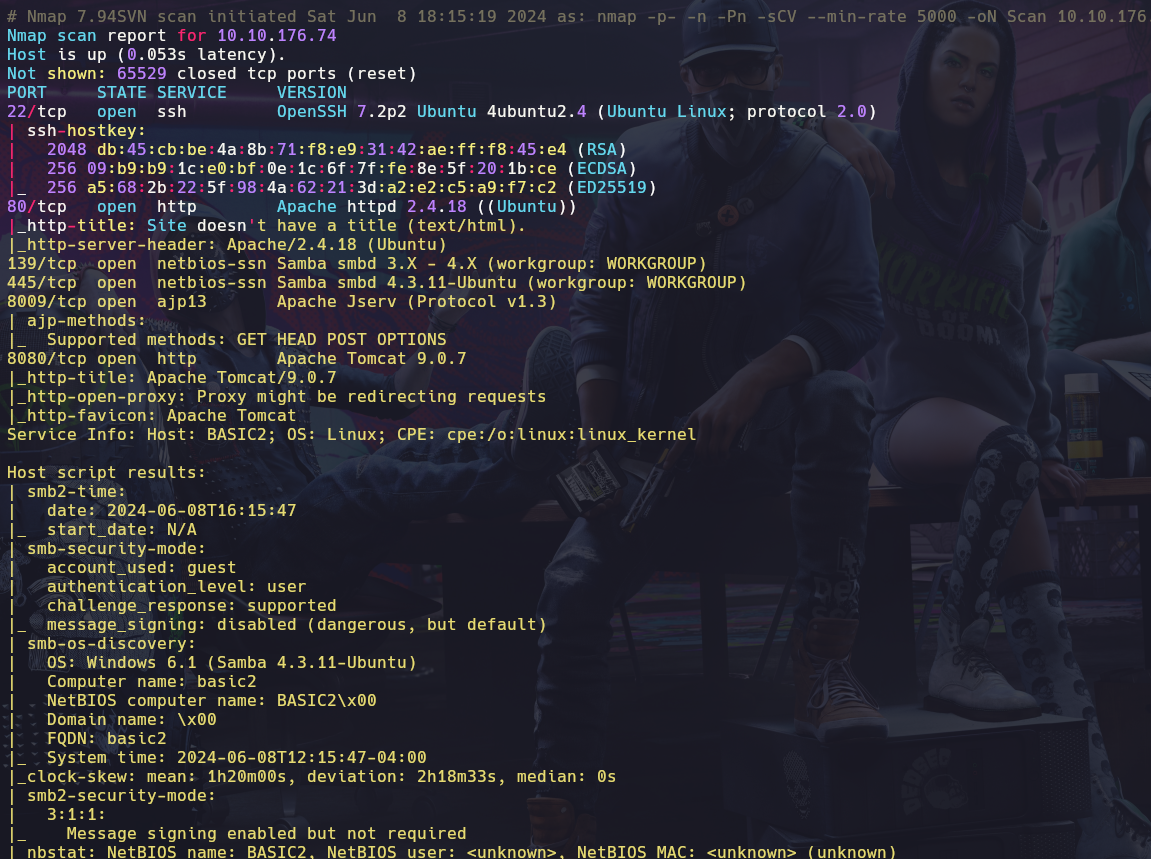 # Nmap 7.94SVN scan initiated Sat Jun  8 18:15:19 2024 as: nmap -p- -n -Pn -sCV --min-rate 5000 -oN Scan 10.10.176.
Nmap scan report for 10.10.176.74
Host is up (0.053s latency).
Not shown: 65529 closed tcp ports (reset)
PORT     STATE SERVICE     VERSION
22/tcp   open  ssh         OpenSSH 7.2p2 Ubuntu 4ubuntu2.4 (Ubuntu Linux; protocol 2.0)
| ssh-hostkey:
|   2048 db:45:cb:be:4a:8b:71:f8:e9:31:42:ae:ff:f8:45:e4 (RSA)
|   256 09:b9:b9:1c:e0:bf:0e:1c:6f:7f:fe:8e:5f:20:1b:ce (ECDSA)
|_  256 a5:68:2b:22:5f:98:4a:62:21:3d:a2:e2:c5:a9:f7:c2 (ED25519)
80/tcp   open  http        Apache httpd 2.4.18 ((Ubuntu))
|_http-title: Site doesn't have a title (text/html).
|_http-server-header: Apache/2.4.18 (Ubuntu)
139/tcp  open  netbios-ssn Samba smbd 3.X - 4.X (workgroup: WORKGROUP)
445/tcp  open  netbios-ssn Samba smbd 4.3.11-Ubuntu (workgroup: WORKGROUP)
8009/tcp open  ajp13       Apache Jserv (Protocol v1.3)
| ajp-methods:
|_  Supported methods: GET HEAD POST OPTIONS
8080/tcp open  http        Apache Tomcat 9.0.7
|_http-title: Apache Tomcat/9.0.7
|_http-open-proxy: Proxy might be redirecting requests
|_http-favicon: Apache Tomcat
Service Info: Host: BASIC2; OS: Linux; CPE: cpe:/o:linux:linux_kernel

Host script results:
| smb2-time:
|   date: 2024-06-08T16:15:47
|_  start_date: N/A
| smb-security-mode:
|   account_used: guest
|   authentication_level: user
|   challenge_response: supported
|_  message_signing: disabled (dangerous, but default)
| smb-os-discovery:
|   OS: Windows 6.1 (Samba 4.3.11-Ubuntu)
|   Computer name: basic2
|   NetBIOS computer name: BASIC2\x00
|   Domain name: \x00
|   FQDN: basic2
|_  System time: 2024-06-08T12:15:47-04:00
|_clock-skew: mean: 1h20m00s, deviation: 2h18m33s, median: 0s
| smb2-security-mode:
|   3:1:1:
|_    Message signing enabled but not required
|_nbstat: NetBIOS name: BASIC2, NetBIOS user: <unknown>, NetBIOS MAC: <unknown> (unknown)